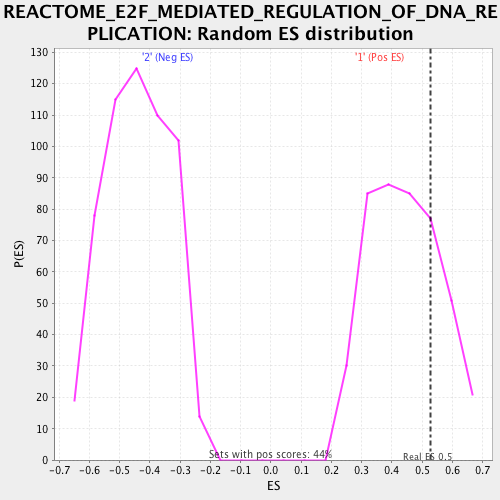 REACTOME_E2F_MEDIATED_REGULATION_OF_DNA_RE
PLICATION: Random ES distribution
'2' (Neg ES)
'1' (Pos ES)
130
120
110
100
90
80
70
60
50
40
30
20
10
0
P(ES)
Sets with pos scores: 44%
Real ES 0.5
-0.7 -0.6 -0.5 -0.4 -0.3 -0.2 -0.1 0.0 0.1 0.2 0.3 0.4 0.5 0.6 0.7
ES